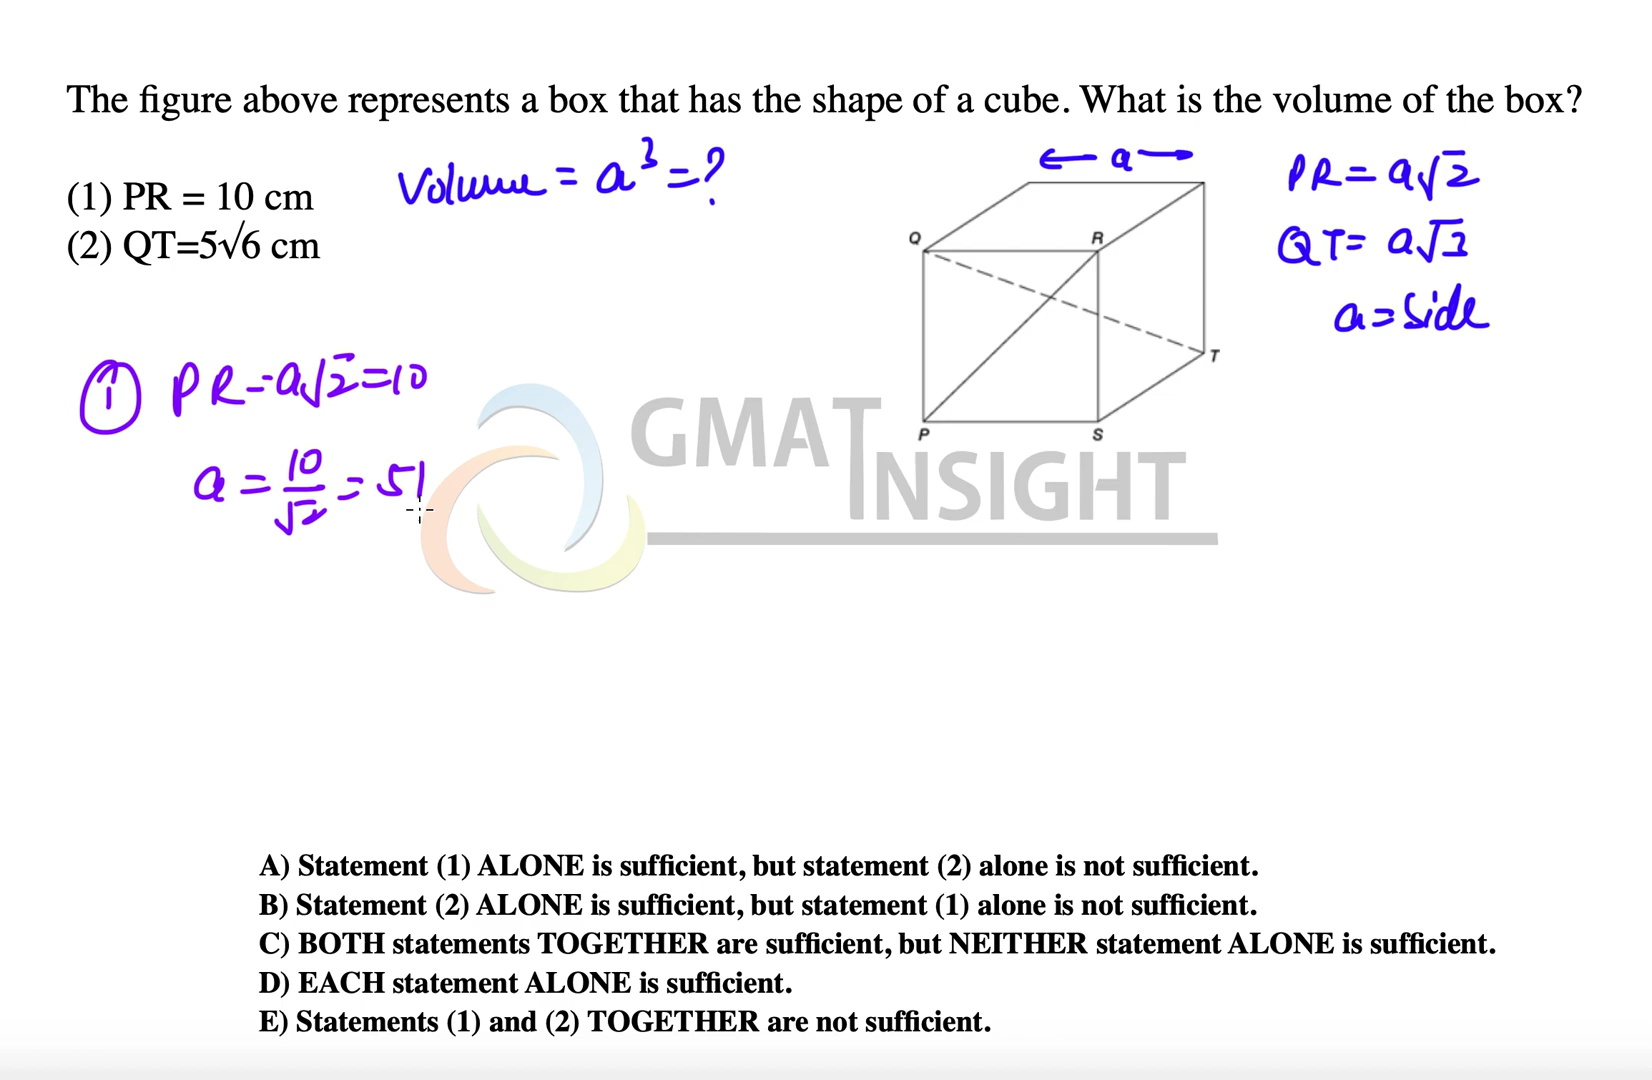 The figure above represents a box that has the shape of a cube. What is the volume of the box?
(1) PR = 10 cm
(2) QT=5√6 cm
Volume = a³ = ?
← a →
Q
R
T
P
S
PR = a√2
QT = a√3
a = side
① PR = a√2 = 10
a = 10/√2 = 5
GMAT INSIGHT
A) Statement (1) ALONE is sufficient, but statement (2) alone is not sufficient.
B) Statement (2) ALONE is sufficient, but statement (1) alone is not sufficient.
C) BOTH statements TOGETHER are sufficient, but NEITHER statement ALONE is sufficient.
D) EACH statement ALONE is sufficient.
E) Statements (1) and (2) TOGETHER are not sufficient.